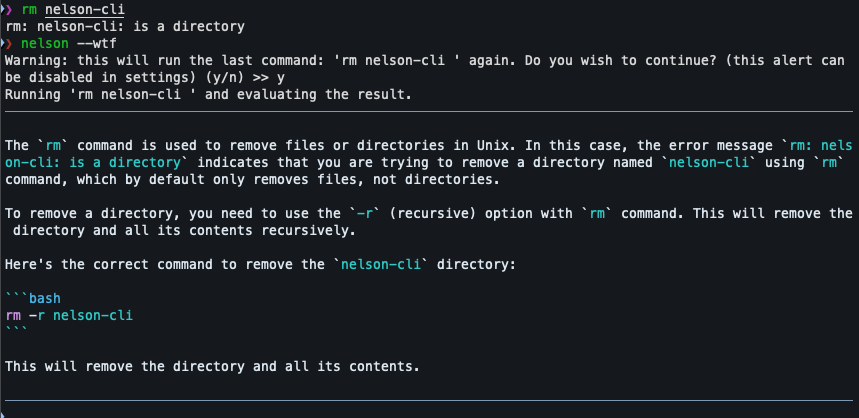 ❯ rm nelson-cli
rm: nelson-cli: is a directory
❯ nelson --wtf
Warning: this will run the last command: 'rm nelson-cli ' again. Do you wish to continue? (this alert can
be disabled in settings) (y/n) >> y
Running 'rm nelson-cli ' and evaluating the result.
The `rm` command is used to remove files or directories in Unix. In this case, the error message `rm: nels
on-cli: is a directory` indicates that you are trying to remove a directory named `nelson-cli` using `rm`
command, which by default only removes files, not directories.
To remove a directory, you need to use the `-r` (recursive) option with `rm` command. This will remove the
 directory and all its contents recursively.
Here's the correct command to remove the `nelson-cli` directory:
```bash
rm -r nelson-cli
```
This will remove the directory and all its contents.